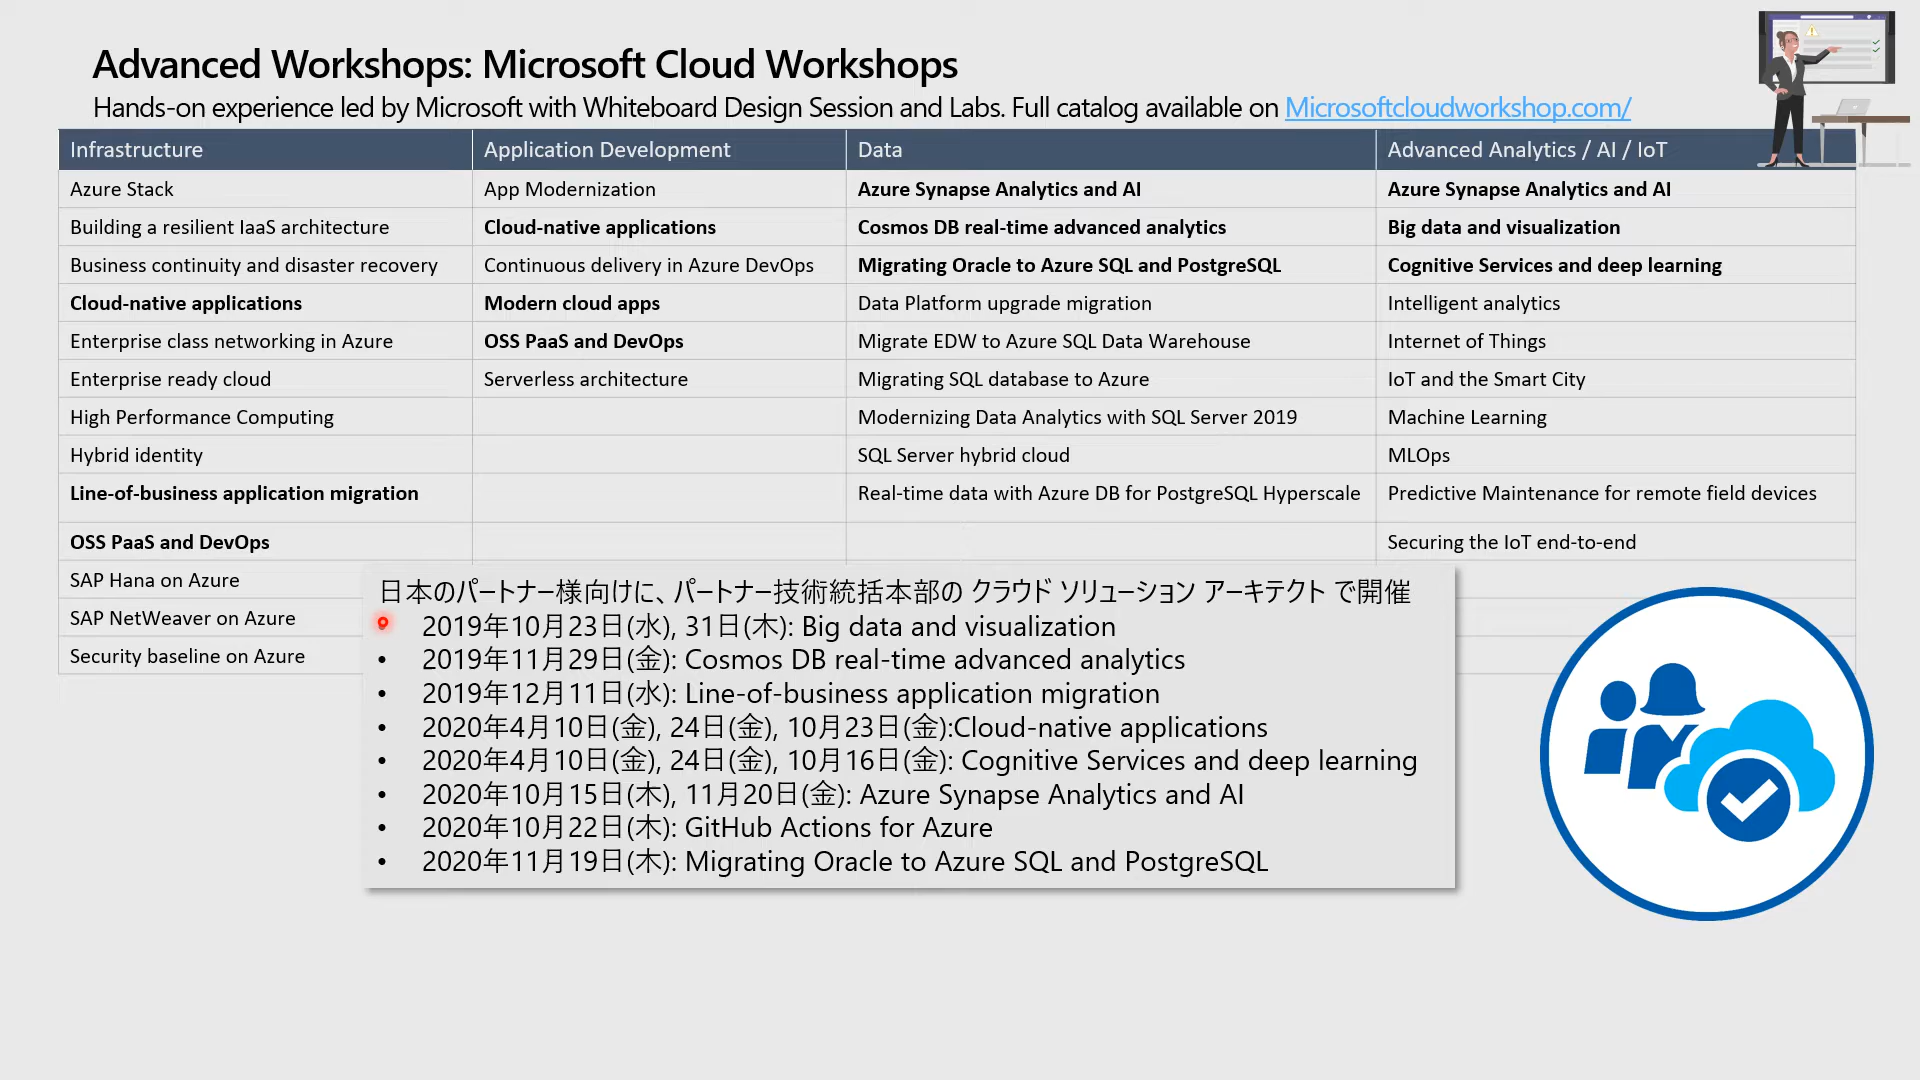 Advanced Workshops: Microsoft Cloud Workshops
Hands-on experience led by Microsoft with Whiteboard Design Session and Labs. Full catalog available on Microsoftcloudworkshop.com/
Infrastructure Application Development Data Advanced Analytics / AI / IoT
Azure Stack App Modernization Azure Synapse Analytics and AI Azure Synapse Analytics and AI
Building a resilient IaaS architecture Cloud-native applications Cosmos DB real-time advanced analytics Big data and visualization
Business continuity and disaster recovery Continuous delivery in Azure DevOps Migrating Oracle to Azure SQL and PostgreSQL Cognitive Services and deep learning
Cloud-native applications Modern cloud apps Data Platform upgrade migration Intelligent analytics
Enterprise class networking in Azure OSS PaaS and DevOps Migrate EDW to Azure SQL Data Warehouse Internet of Things
Enterprise ready cloud Serverless architecture Migrating SQL database to Azure IoT and the Smart City
High Performance Computing Modernizing Data Analytics with SQL Server 2019 Machine Learning
Hybrid identity SQL Server hybrid cloud MLOps
Line-of-business application migration Real-time data with Azure DB for PostgreSQL Hyperscale Predictive Maintenance for remote field devices
OSS PaaS and DevOps Securing the IoT end-to-end
SAP Hana on Azure
SAP NetWeaver on Azure
Security baseline on Azure
日本のパートナー様向けに、パートナー技術統括本部の クラウド ソリューション アーキテクト で開催
2019年10月23日(水), 31日(木): Big data and visualization
• 2019年11月29日(金): Cosmos DB real-time advanced analytics
• 2019年12月11日(水): Line-of-business application migration
• 2020年4月10日(金), 24日(金), 10月23日(金):Cloud-native applications
• 2020年4月10日(金), 24日(金), 10月16日(金): Cognitive Services and deep learning
• 2020年10月15日(木), 11月20日(金): Azure Synapse Analytics and AI
• 2020年10月22日(木): GitHub Actions for Azure
• 2020年11月19日(木): Migrating Oracle to Azure SQL and PostgreSQL